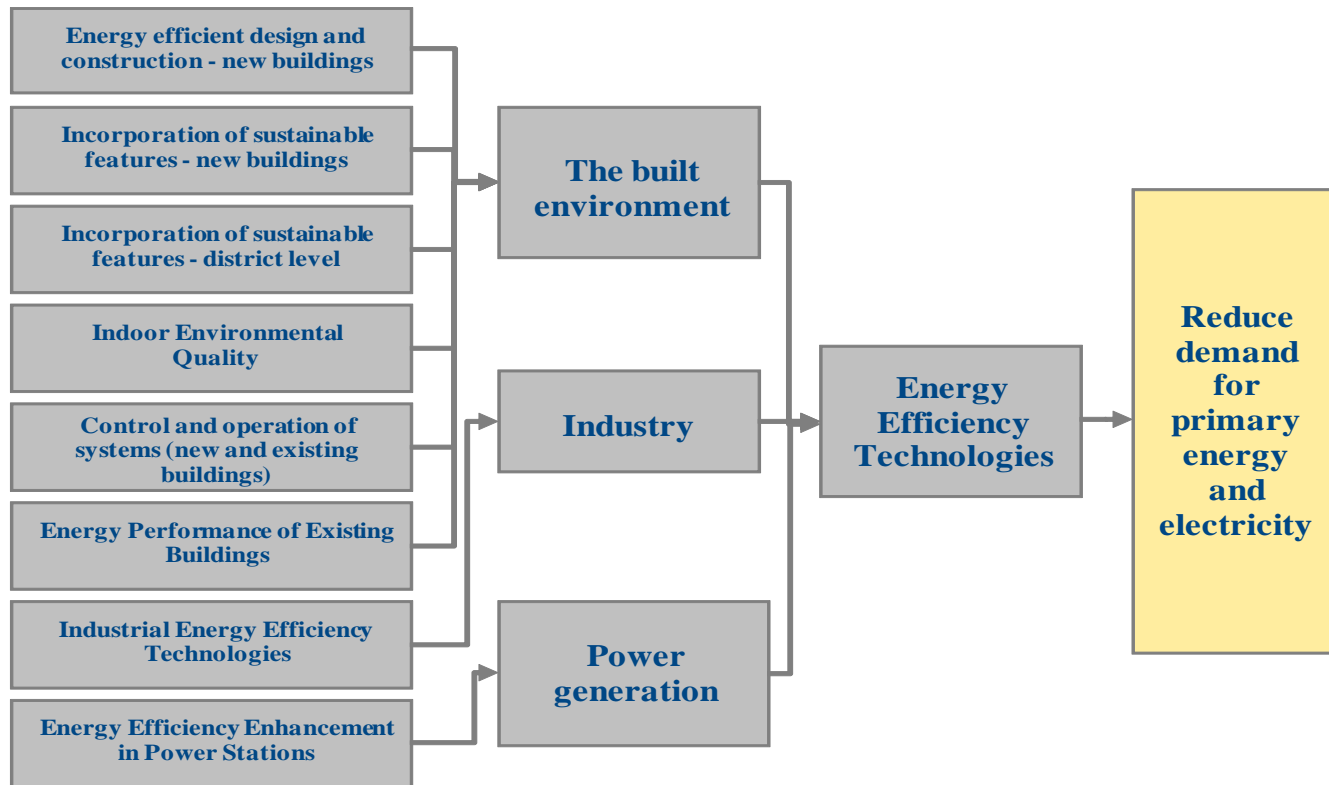 Energy efficient design and
construction - new buildings
Incorporation of sustainable
features - new buildings
Incorporation of sustainable
features - district level
Indoor Environmental
Quality
Control and operation of
systems (new and existing
buildings)
Energy Performance of Existing
Buildings
Industrial Energy Efficiency
Technologies
Energy Efficiency Enhancement
in Power Stations
The built
environment
Industry
Power
generation
Energy
Efficiency
Technologies
Reduce
demand
for
primary
energy
and
electricity